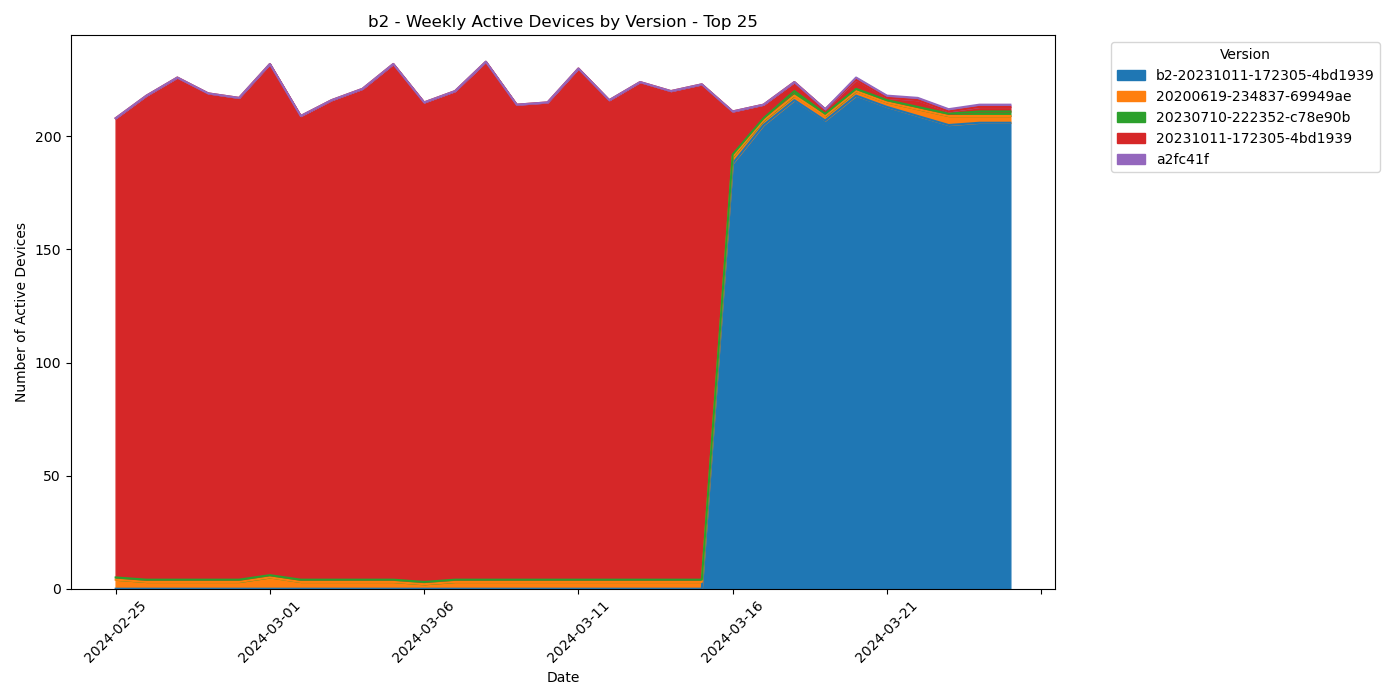 b2 - Weekly Active Devices by Version - Top 25
Version
b2-20231011-172305-4bd1939
20200619-234837-69949ae
20230710-222352-c78e90b
20231011-172305-4bd1939
a2fc41f
Number of Active Devices
200
150
100
50
0
2024-02-25
2024-03-01
2024-03-06
2024-03-11
2024-03-16
2024-03-21
Date